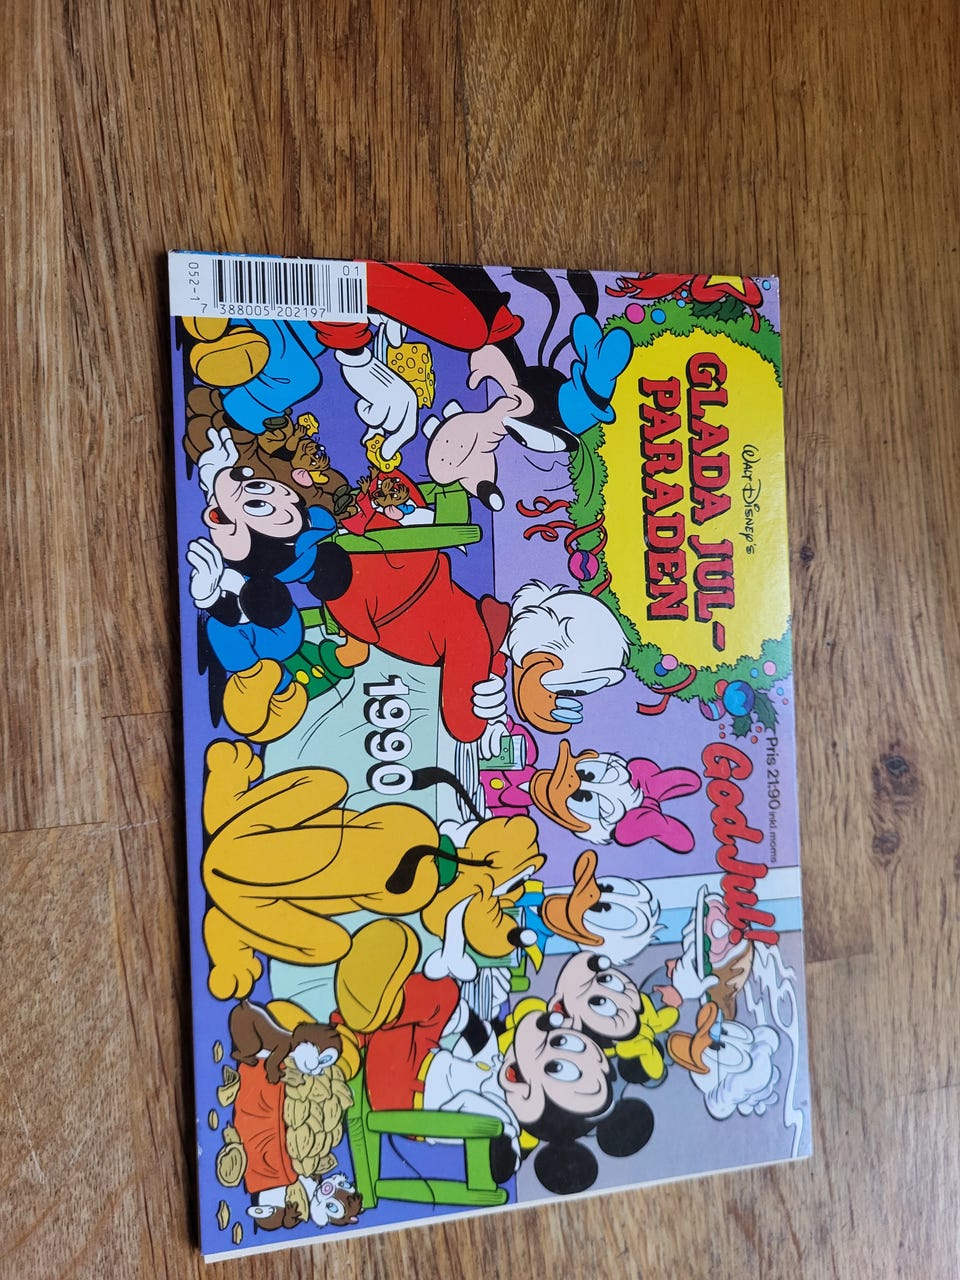 WALT DISNEY'S
GLADA JUL-
PARADEN
Pris 21:90 inkl. moms
God Jul!
1990
01
052-1
7 388005 202197